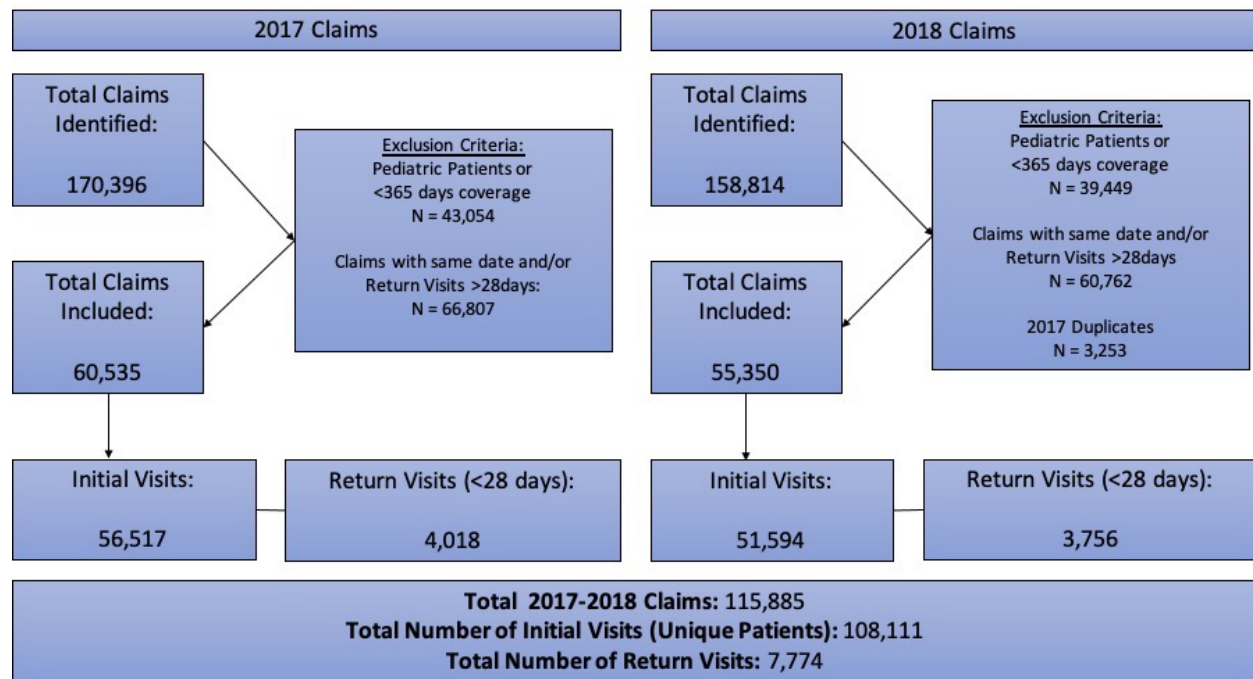 2017 Claims
Total Claims
Identified:
170,396
Exclusion Criteria:
Pediatric Patients or
<365 days coverage
N = 43,054
Claims with same date and/or
Return Visits >28days:
N = 66,807
Total Claims
Included:
60,535
Initial Visits:
56,517
Return Visits (<28 days):
4,018
2018 Claims
Total Claims
Identified:
158,814
Exclusion Criteria:
Pediatric Patients or
<365 days coverage
N = 39,449
Claims with same date and/or
Return Visits >28days
N = 60,762
2017 Duplicates
N = 3,253
Total Claims
Included:
55,350
Initial Visits:
51,594
Return Visits (<28 days):
3,756
Total 2017-2018 Claims: 115,885
Total Number of Initial Visits (Unique Patients): 108,111
Total Number of Return Visits: 7,774